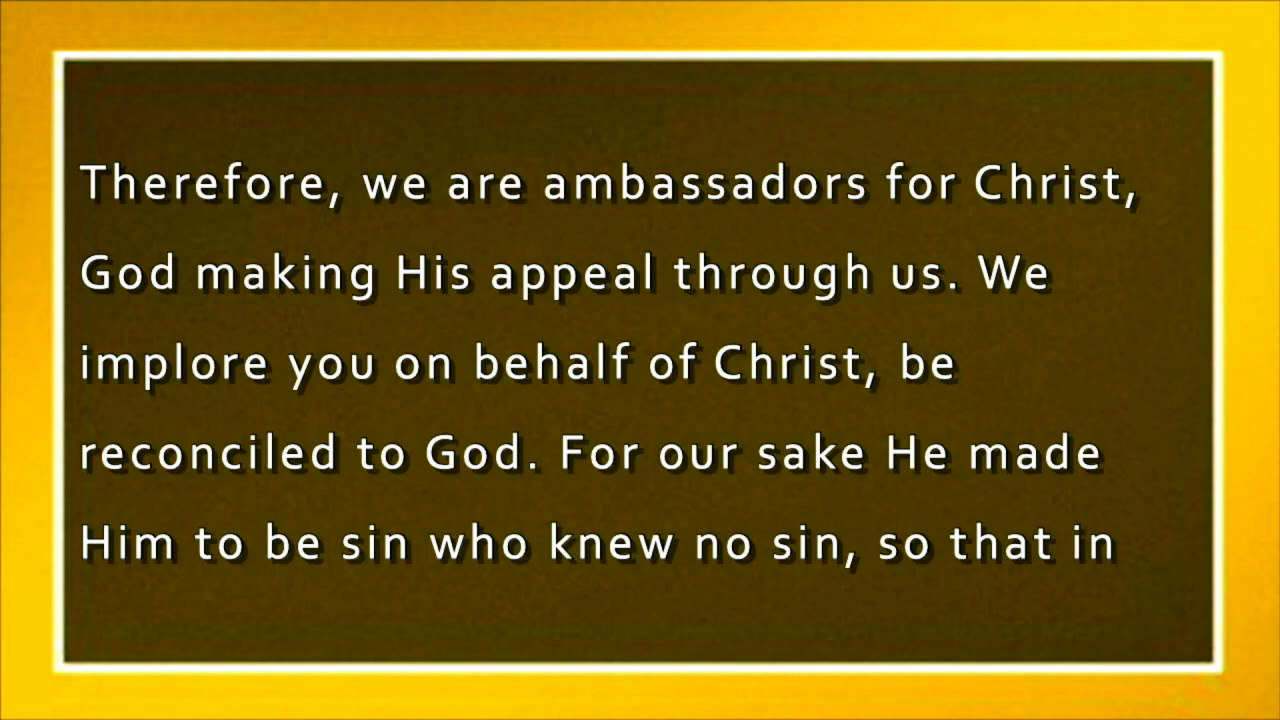 Therefore, we are ambassadors for Christ,
God making His appeal through us. We
implore you on behalf of Christ, be
reconciled to God. For our sake He made
Him to be sin who knew no sin, so that in